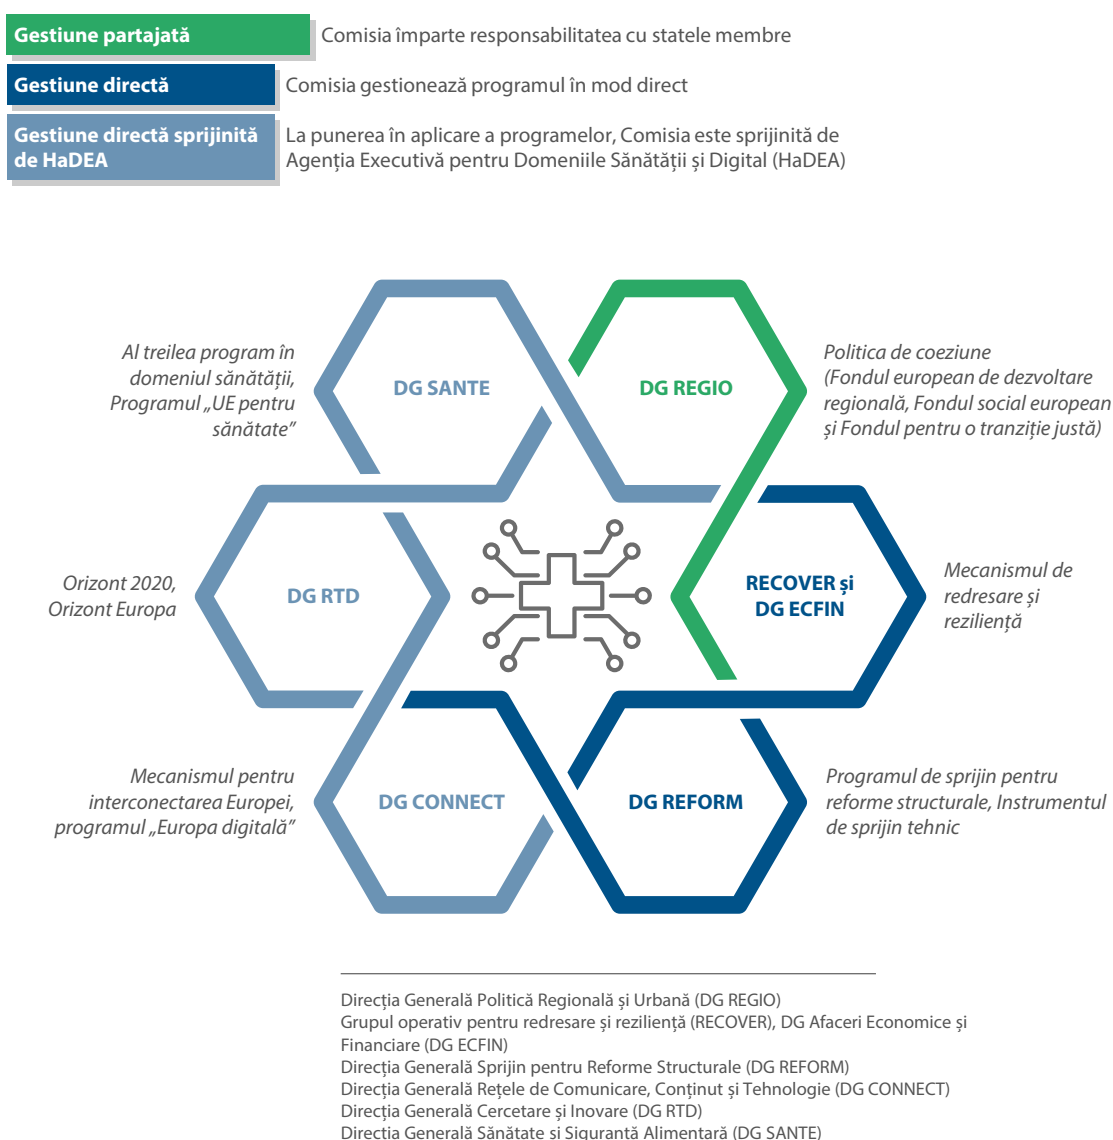 Gestiune partajată
Comisia împarte responsabilitatea cu statele membre
Gestiune directă
Comisia gestionează programul în mod direct
Gestiune directă sprijinită
de HaDEA
La punerea în aplicare a programelor, Comisia este sprijinită de
Agenția Executivă pentru Domeniile Sănătății și Digital (HaDEA)
Al treilea program în
domeniul sănătății,
Programul „UE pentru
sănătate”
DG SANTE
DG REGIO
Politica de coeziune
(Fondul european de dezvoltare
regională, Fondul social european
și Fondul pentru o tranziție justă)
Orizont 2020,
Orizont Europa
DG RTD
RECOVER și
DG ECFIN
Mecanismul de
redresare și
reziliență
Mecanismul pentru
interconectarea Europei,
programul „Europa digitală”
DG CONNECT
DG REFORM
Programul de sprijin pentru
reforme structurale, Instrumentul
de sprijin tehnic
Direcția Generală Politică Regională și Urbană (DG REGIO)
Grupul operativ pentru redresare și reziliență (RECOVER), DG Afaceri Economice și
Financiare (DG ECFIN)
Direcția Generală Sprijin pentru Reforme Structurale (DG REFORM)
Direcția Generală Rețele de Comunicare, Conținut și Tehnologie (DG CONNECT)
Direcția Generală Cercetare și Inovare (DG RTD)
Direcția Generală Sănătate și Siguranță Alimentară (DG SANTE)